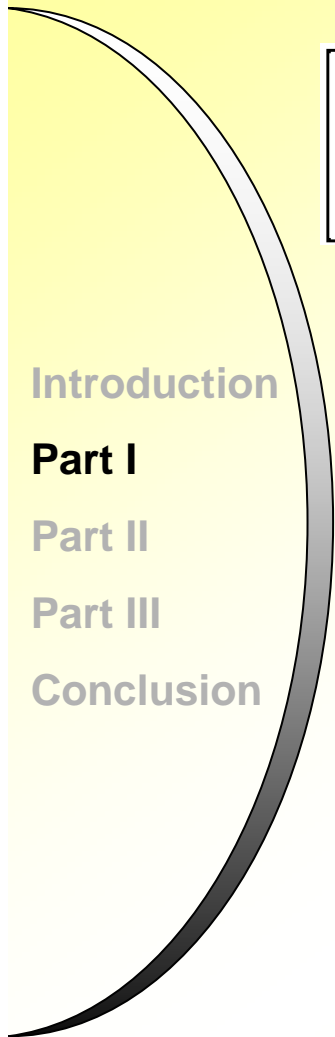 Introduction
Part I
Part II
Part III
Conclusion